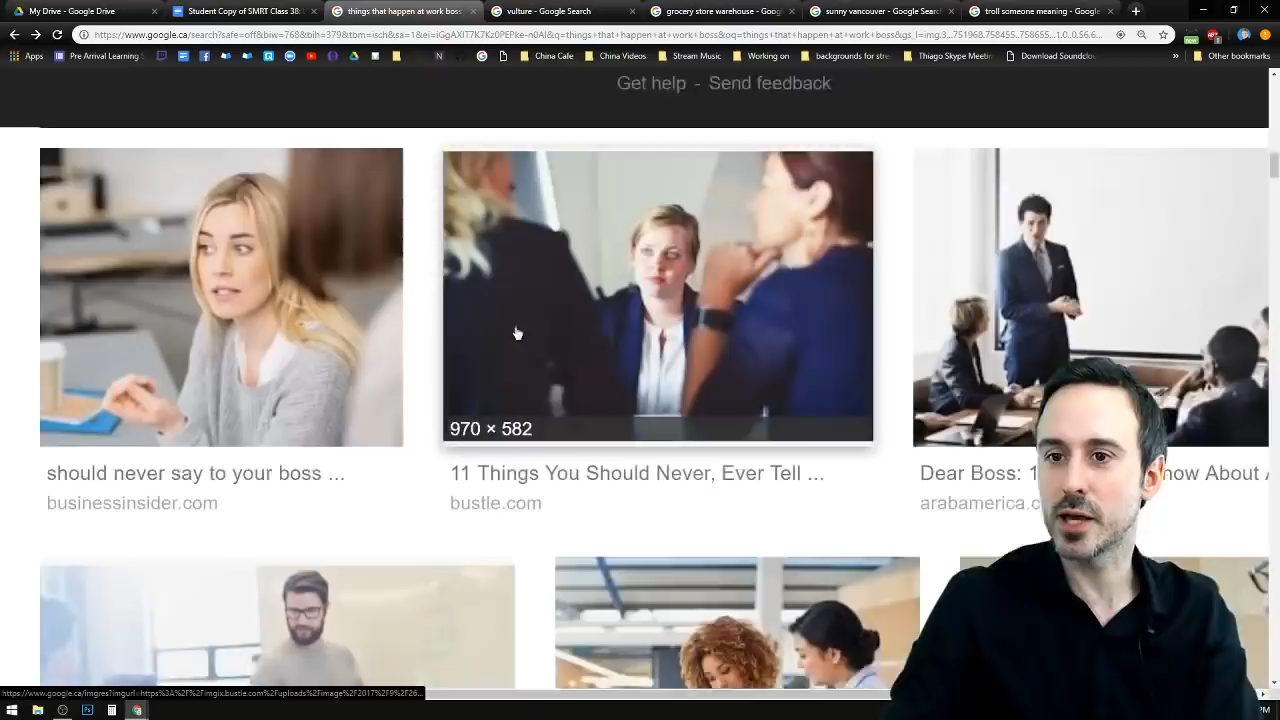 My Drive - Google Drive
Student Copy of SMRT Class 38:
things that happen at work boss
vulture - Google Search
grocery store warehouse - Goo
sunny vancouver - Google Searc
troll someone meaning - Google
Apps
Pre Arrival Learning
China Cafe
China Videos
Stream Music
Working on
backgrounds for stre
Thiago Skype Meetin
Download Soundclou
Other bookmarks
Get help - Send feedback
970 × 582
should never say to your boss ...
11 Things You Should Never, Ever Tell ...
Dear Boss: 1
now About
businessinsider.com
bustle.com
arabamerica.c